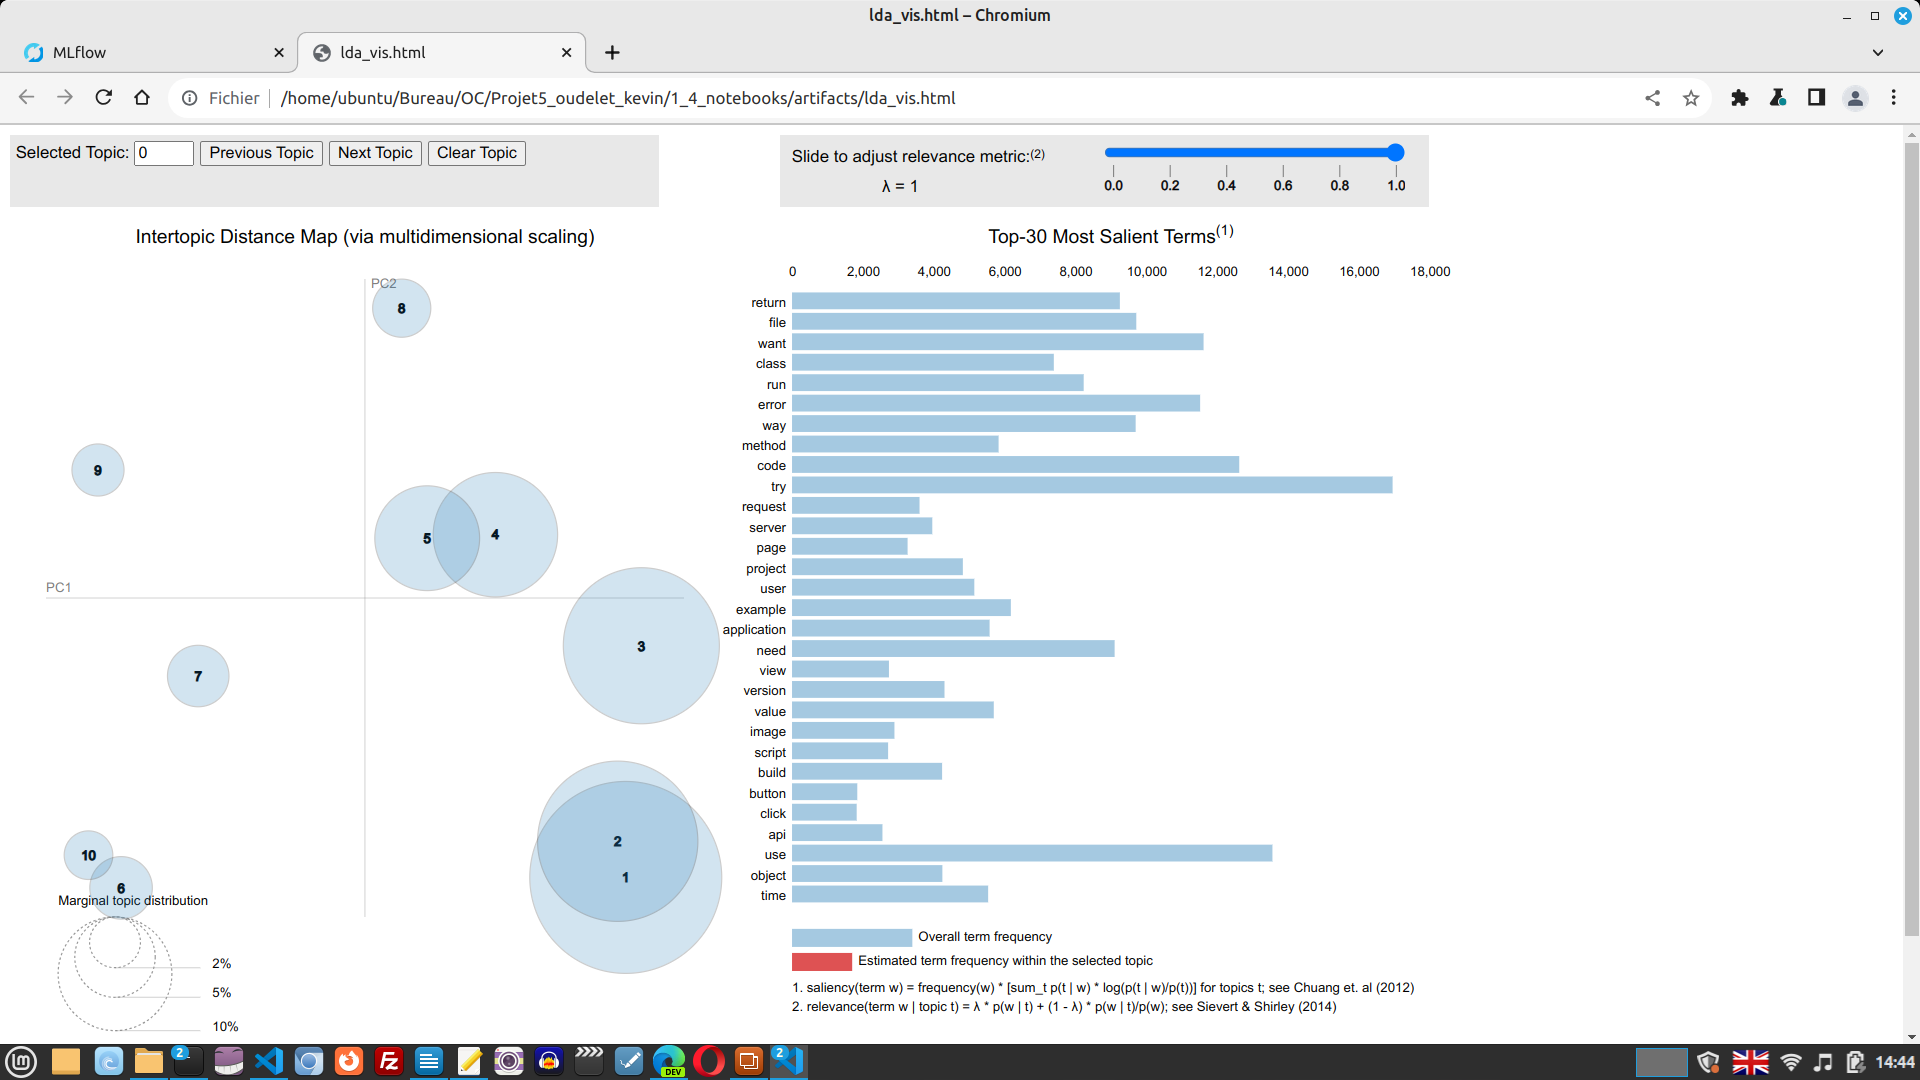 lda_vis.html – Chromium
MLflow
lda_vis.html
Fichier
/home/ubuntu/Bureau/OC/Projet5_oudelet_kevin/1_4_notebooks/artifacts/lda_vis.html
Selected Topic: 0 Previous Topic Next Topic Clear Topic
Slide to adjust relevance metric:(2)
λ = 1
0.0 0.2 0.4 0.6 0.8 1.0
Intertopic Distance Map (via multidimensional scaling)
PC2
8
9
5
4
PC1
3
7
2
1
10
6
Marginal topic distribution
2%
5%
10%
Top-30 Most Salient Terms(1)
0 2,000 4,000 6,000 8,000 10,000 12,000 14,000 16,000 18,000
return
file
want
class
run
error
way
method
code
try
request
server
page
project
user
example
application
need
view
version
value
image
script
build
button
click
api
use
object
time
Overall term frequency
Estimated term frequency within the selected topic
1. saliency(term w) = frequency(w) * [sum_t p(t | w) * log(p(t | w)/p(t))] for topics t; see Chuang et. al (2012)
2. relevance(term w | topic t) = λ * p(w | t) + (1 - λ) * p(w | t)/p(w); see Sievert & Shirley (2014)
2
DEV
2
14:44